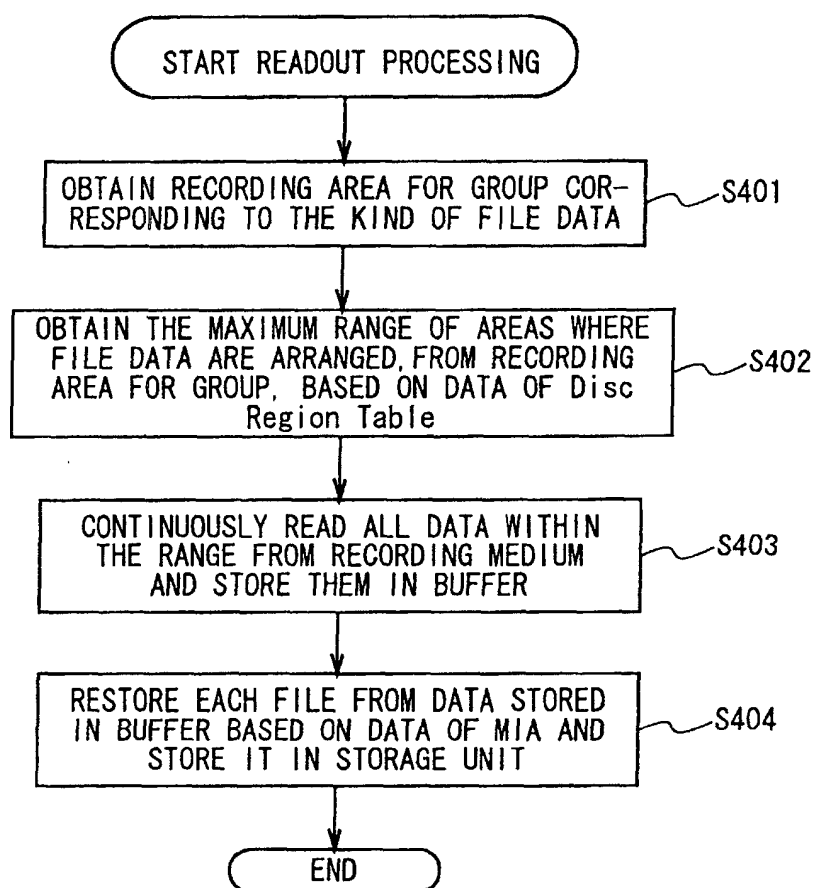 START READOUT PROCESSING
OBTAIN RECORDING AREA FOR GROUP COR-
RESPONDING TO THE KIND OF FILE DATA
S401
OBTAIN THE MAXIMUM RANGE OF AREAS WHERE
FILE DATA ARE ARRANGED, FROM RECORDING
AREA FOR GROUP, BASED ON DATA OF Disc
Region Table
S402
CONTINUOUSLY READ ALL DATA WITHIN
THE RANGE FROM RECORDING MEDIUM
AND STORE THEM IN BUFFER
S403
RESTORE EACH FILE FROM DATA STORED
IN BUFFER BASED ON DATA OF MIA AND
STORE IT IN STORAGE UNIT
S404
END